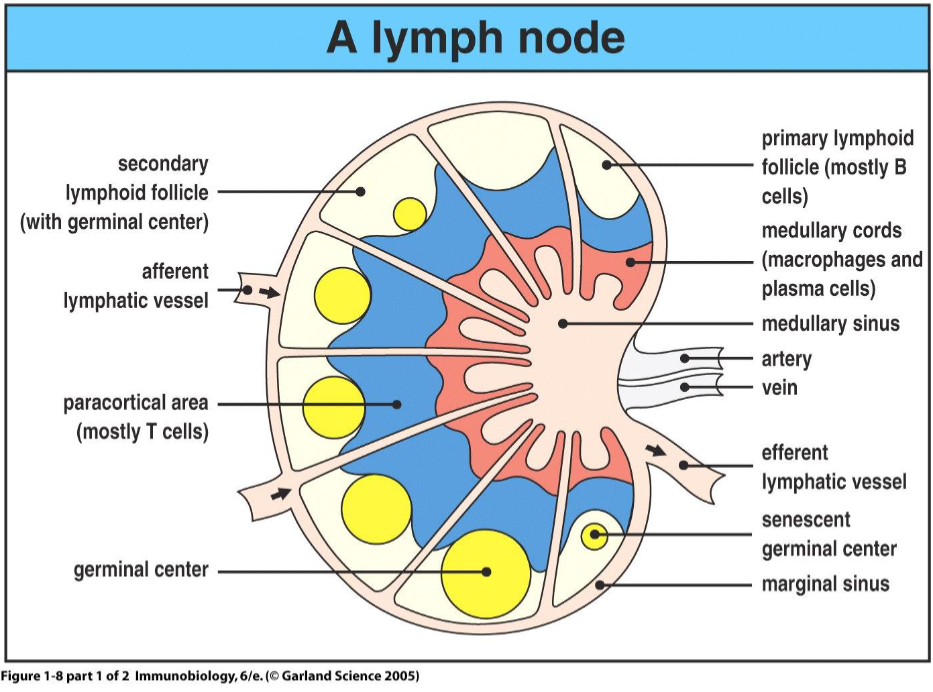 A lymph node
secondary
lymphoid follicle
(with germinal center)
afferent
lymphatic vessel
paracortical area
(mostly T cells)
germinal center
primary lymphoid
follicle (mostly B
cells)
medullary cords
(macrophages and
plasma cells)
medullary sinus
artery
vein
efferent
lymphatic vessel
senescent
germinal center
marginal sinus
Figure 1-8 part 1 of 2 Immunobiology, 6/e. (© Garland Science 2005)